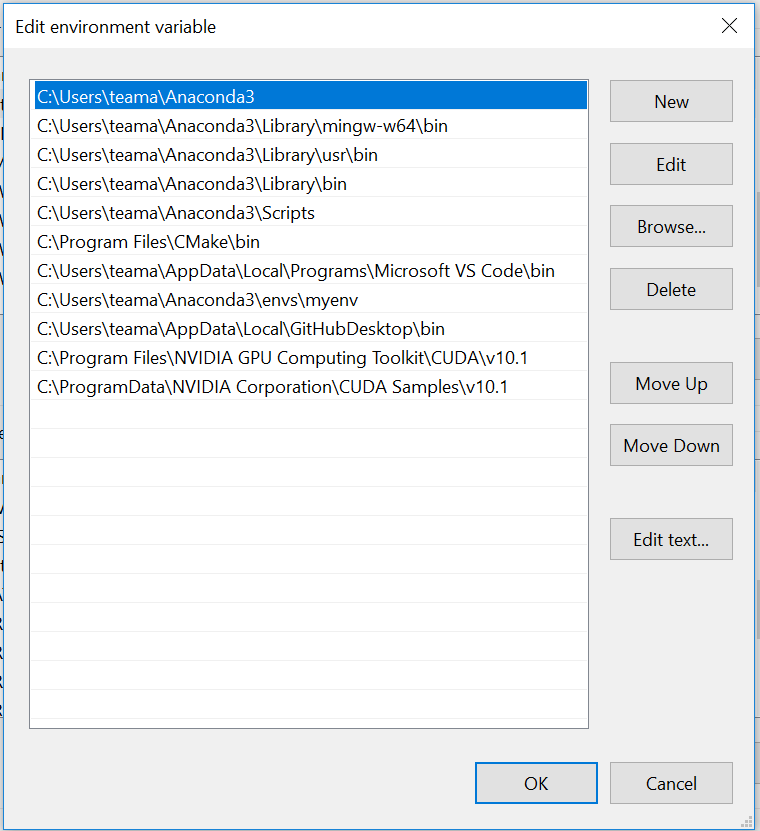 Edit environment variable
C:\Users\teama\Anaconda3
C:\Users\teama\Anaconda3\Library\mingw-w64\bin
C:\Users\teama\Anaconda3\Library\usr\bin
C:\Users\teama\Anaconda3\Library\bin
C:\Users\teama\Anaconda3\Scripts
C:\Program Files\CMake\bin
C:\Users\teama\AppData\Local\Programs\Microsoft VS Code\bin
C:\Users\teama\Anaconda3\envs\myenv
C:\Users\teama\AppData\Local\GitHubDesktop\bin
C:\Program Files\NVIDIA GPU Computing Toolkit\CUDA\v10.1
C:\ProgramData\NVIDIA Corporation\CUDA Samples\v10.1
New
Edit
Browse...
Delete
Move Up
Move Down
Edit text...
OK
Cancel